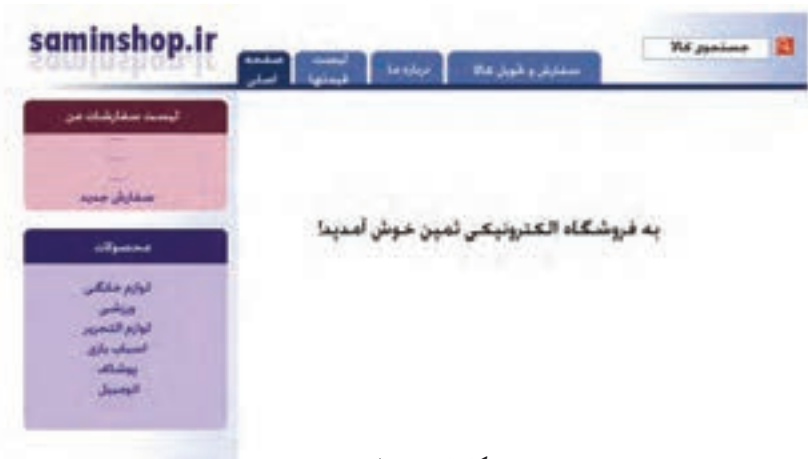 saminshop.ir
جستجوی کالا
صفحه اصلی
لیست قیمتها
درباره ما
سفارش و تحویل کالا
لیست سفارشات من
سفارش جدید
به فروشگاه الکترونیکی ثمین خوش آمدید!
محصولات
لوازم خانگی
ورزشی
لوازم التحریر
اسباب بازی
پوشاک
اتومبیل